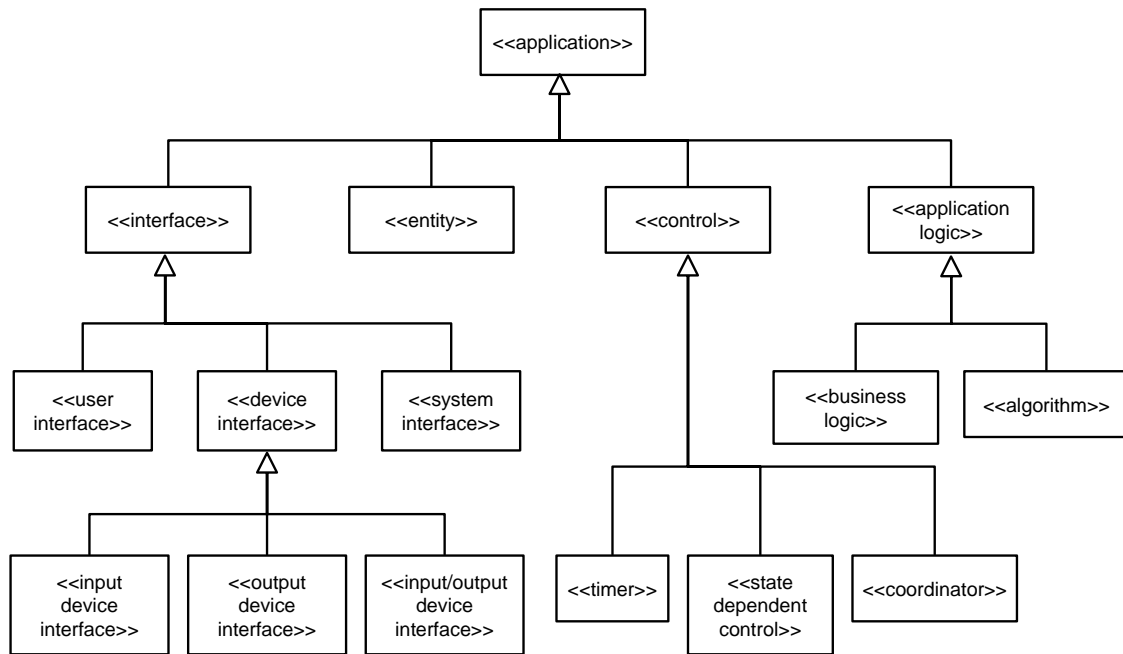 <<application>>
<<interface>>
<<entity>>
<<control>>
<<application
logic>>
<<user
interface>>
<<device
interface>>
<<system
interface>>
<<business
logic>>
<<algorithm>>
<<input
device
interface>>
<<output
device
interface>>
<<input/output
device
interface>>
<<timer>>
<<state
dependent
control>>
<<coordinator>>